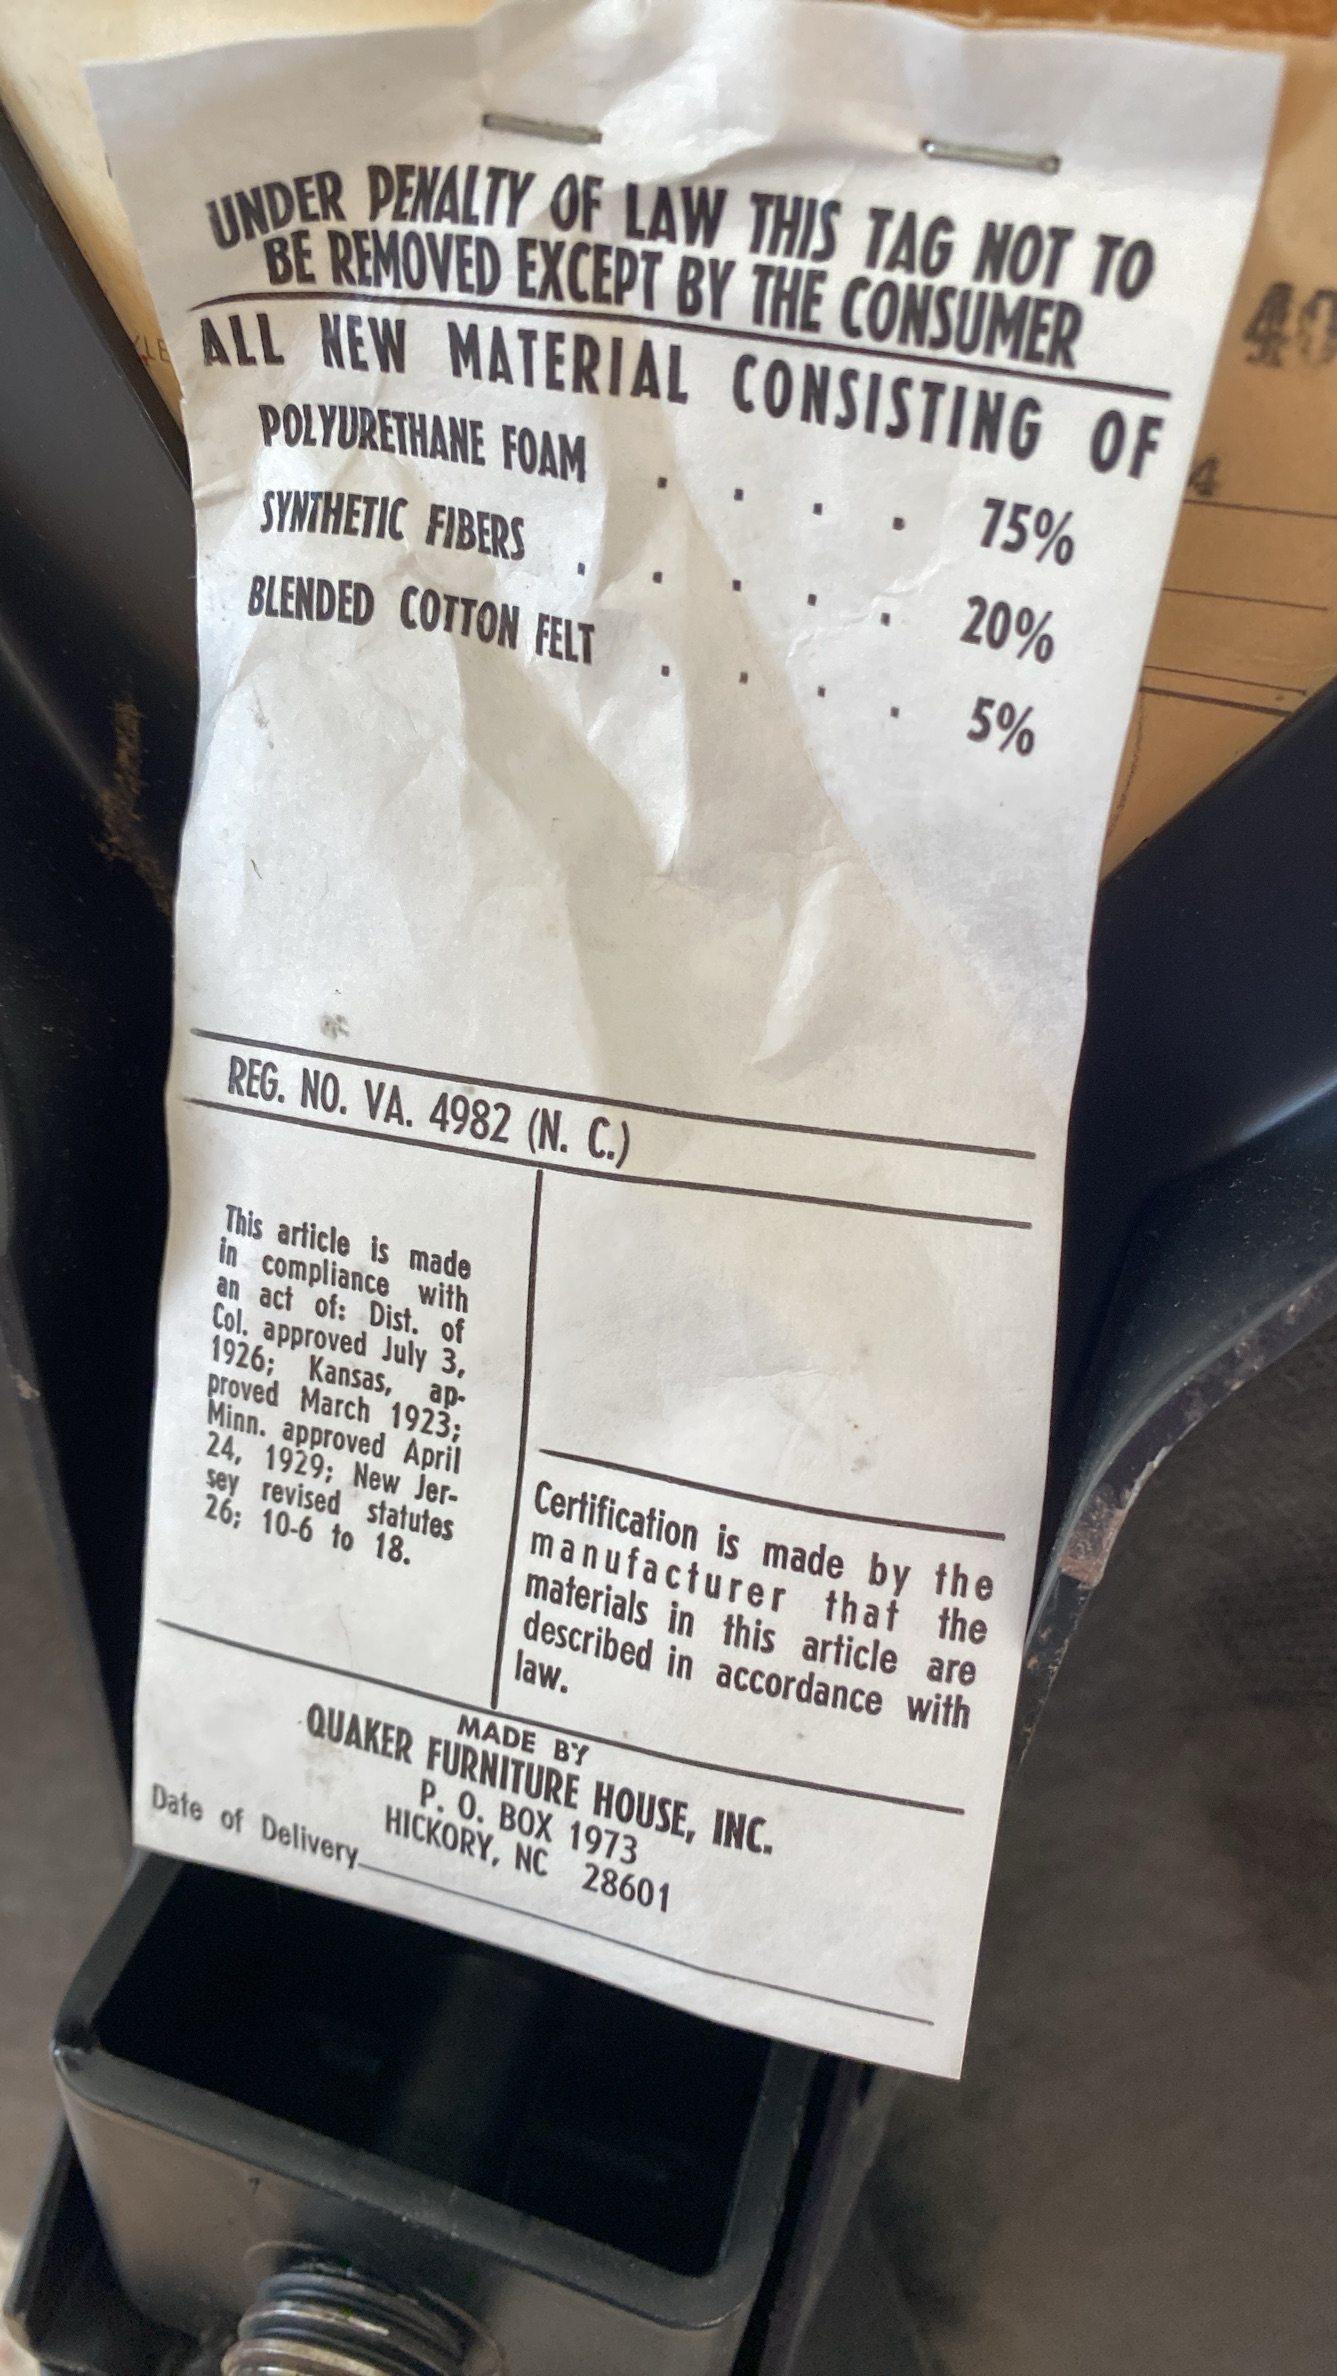 UNDER PENALTY OF LAW THIS TAG NOT TO
BE REMOVED EXCEPT BY THE CONSUMER
ALL NEW MATERIAL CONSISTING OF
POLYURETHANE FOAM . . . . 75%
SYNTHETIC FIBERS . . . . . 20%
BLENDED COTTON FELT . . . . 5%
REG. NO. VA. 4982 (N. C.)
This article is made
in compliance with
an act of: Dist. of
Col. approved July 3,
1926; Kansas, ap-
proved March 1923;
Minn. approved April
24, 1929; New Jer-
sey revised statutes
26; 10-6 to 18.
Certification is made by the
manufacturer that the
materials in this article are
described in accordance with
law.
MADE BY
QUAKER FURNITURE HOUSE, INC.
P. O. BOX 1973
HICKORY, NC 28601
Date of Delivery